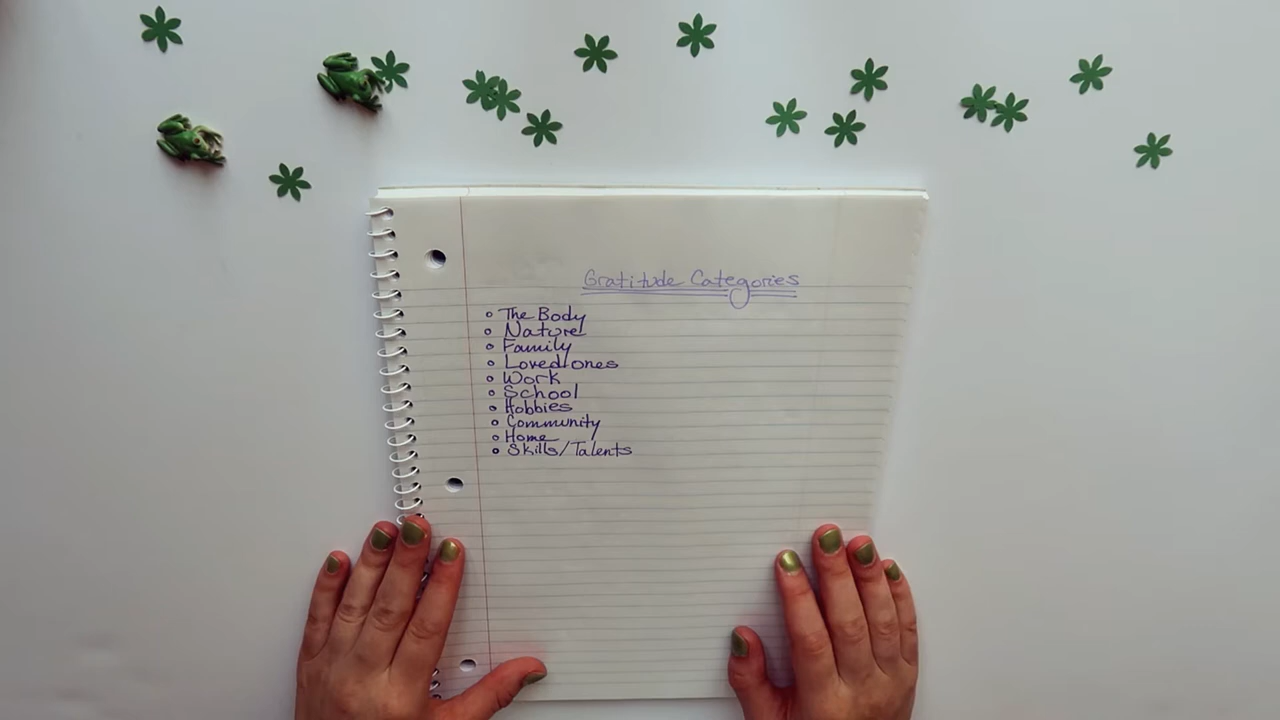 Gratitude Categories
The Body
Nature
Family
Loved ones
Work
School
Hobbies
Community
Home
Skills/Talents